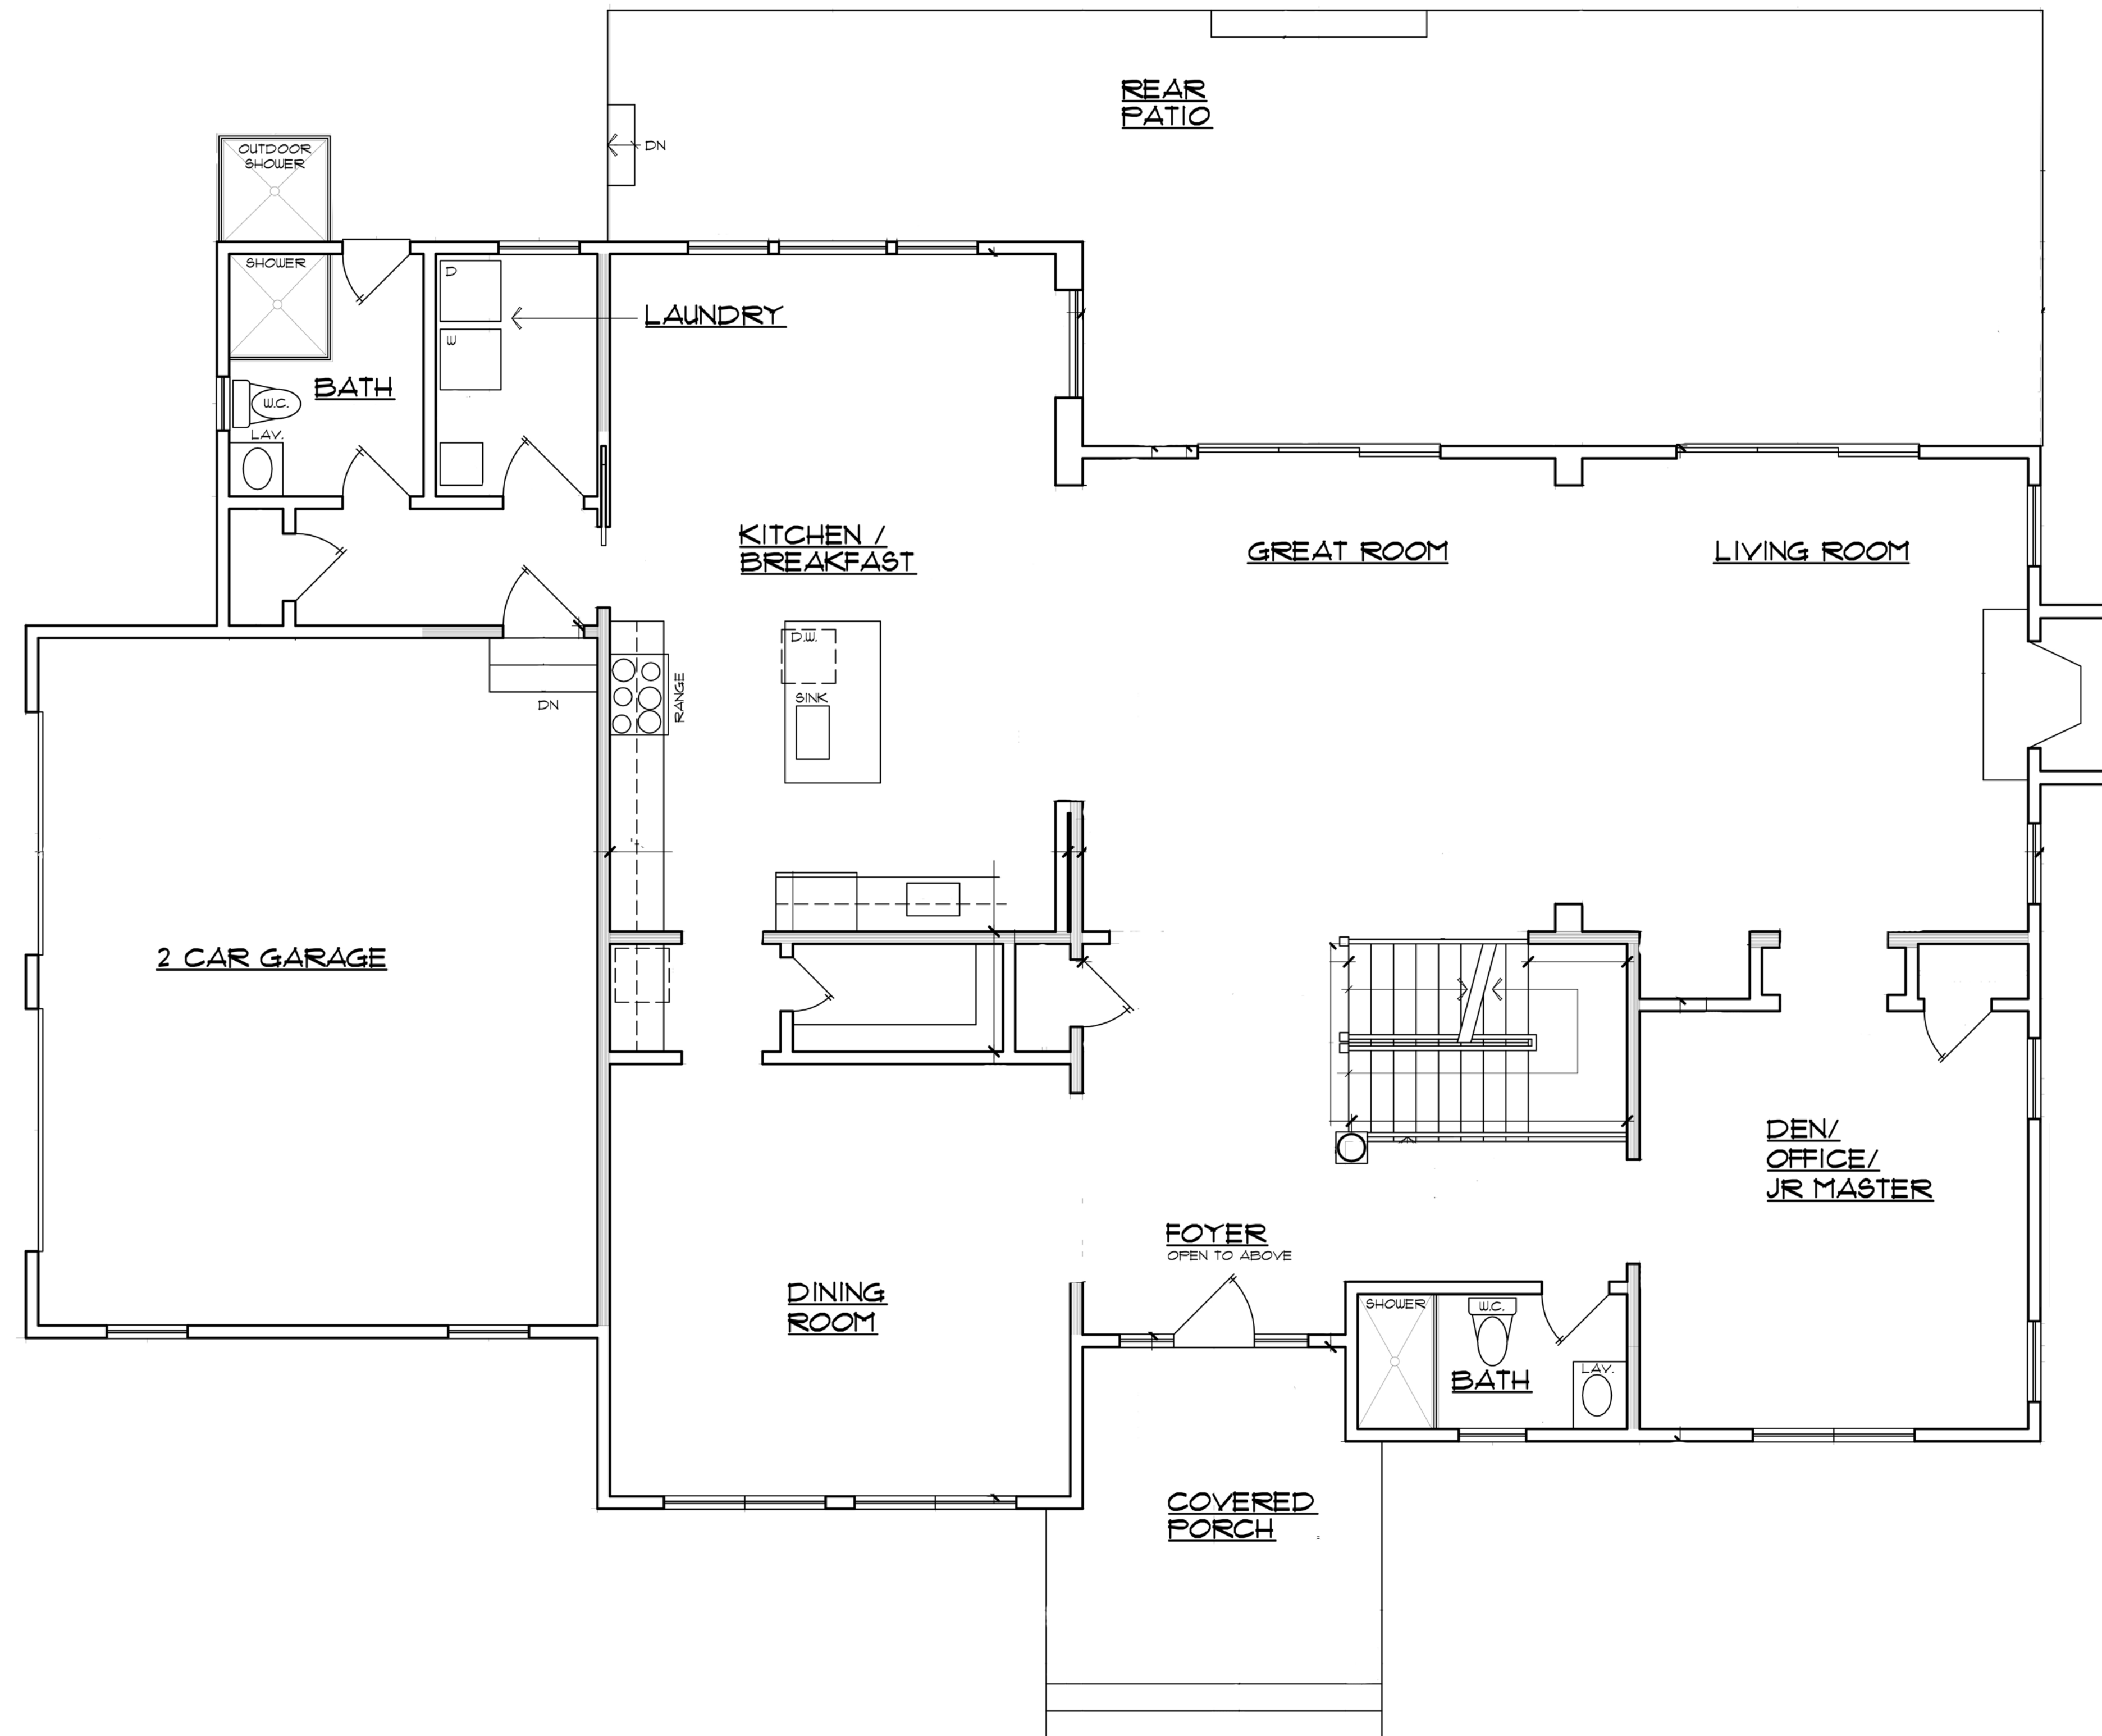 REAR
PATIO
OUTDOOR
SHOWER
DN
SHOWER
D
LAUNDRY
W
BATH
W.C.
LAV.
KITCHEN /
BREAKFAST
GREAT ROOM
LIVING ROOM
D.W.
SINK
RANGE
DN
2 CAR GARAGE
DEN/
OFFICE/
JR MASTER
FOYER
OPEN TO ABOVE
DINING
ROOM
SHOWER
W.C.
LAV.
BATH
COVERED
PORCH